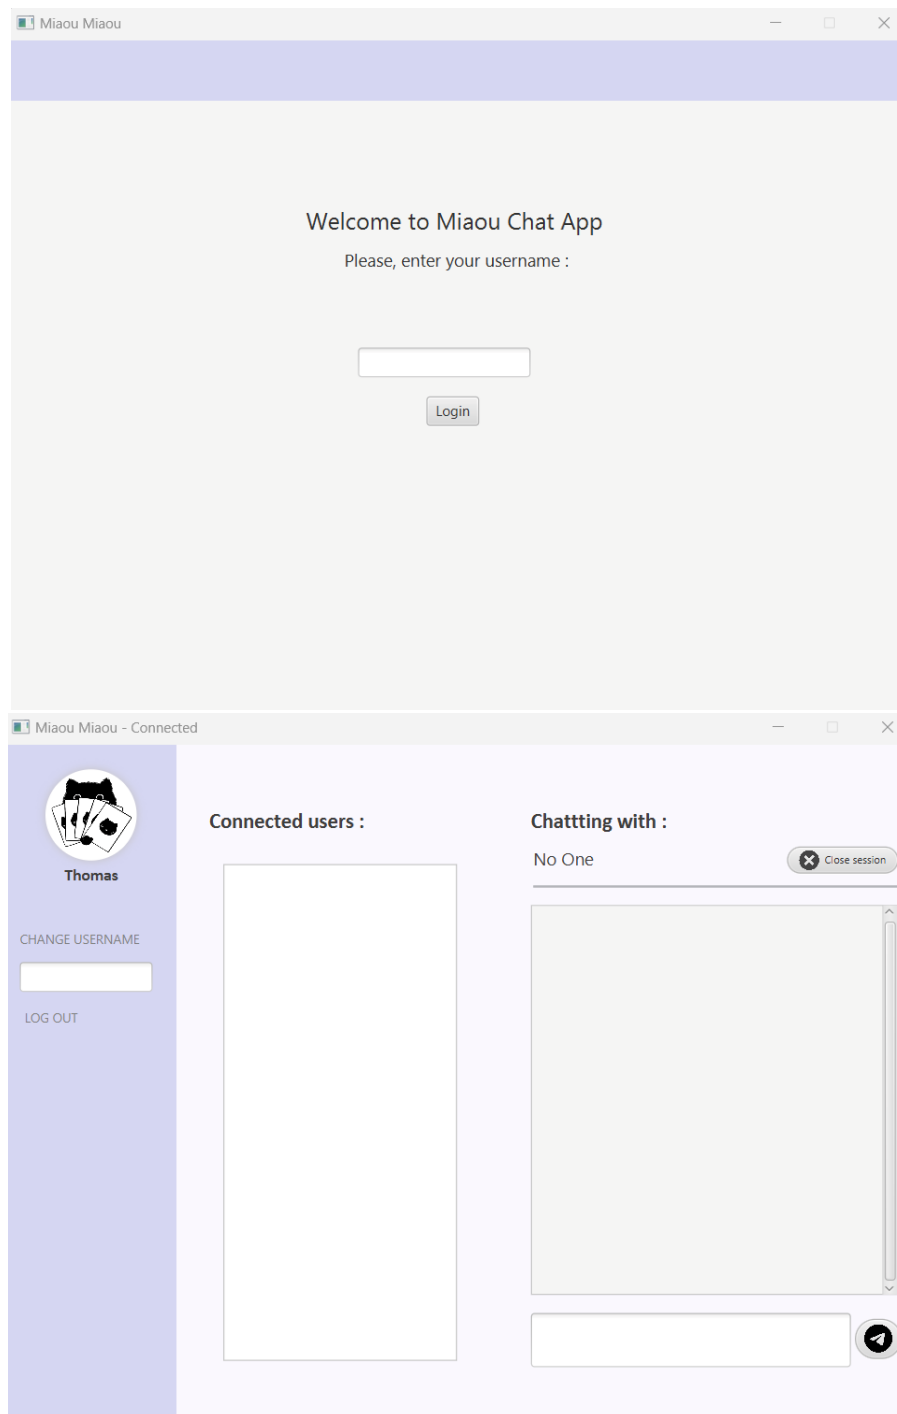 Miaou Miaou
Welcome to Miaou Chat App
Please, enter your username :
Login
Miaou Miaou - Connected
Thomas
CHANGE USERNAME
LOG OUT
Connected users :
Chattting with :
No One
Close session